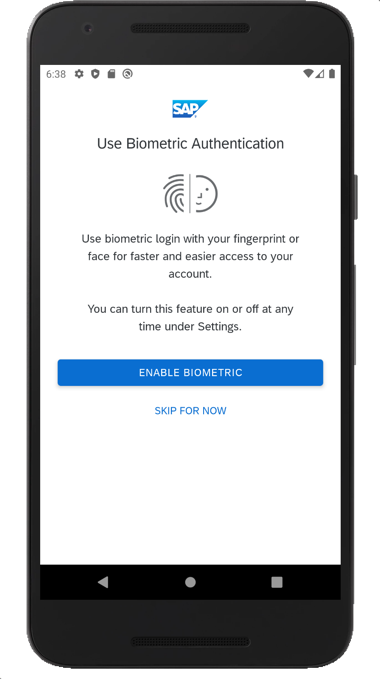 6:38
SAP
Use Biometric Authentication
Use biometric login with your fingerprint or
face for faster and easier access to your
account.
You can turn this feature on or off at any
time under Settings.
ENABLE BIOMETRIC
SKIP FOR NOW